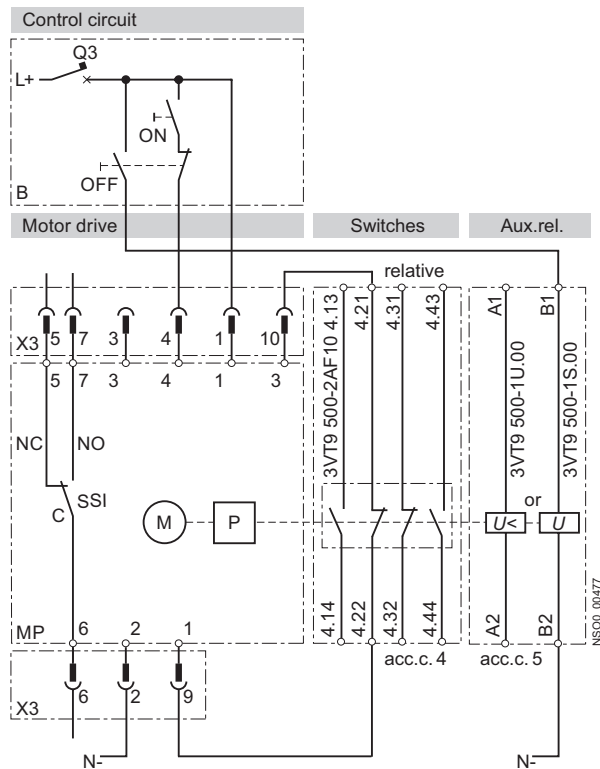 Control circuit
Q3
L+
ON
OFF
B
Motor drive
Switches
Aux.rel.
relative
X3 5 7 3 4 1 10
5 7 3 4 1 3
3VT9 500-2AF10 4.13
4.21
4.31
4.43
A1
3VT9 500-1U.00
B1
3VT9 500-1S.00
NC
NO
C
SSI
M
P
or
U<
U
4.14
4.22
4.32
4.44
A2
B2
MP 6 2 1
acc.c. 4
acc.c. 5
X3 6 2 9
N-
N-
NSO0_00477